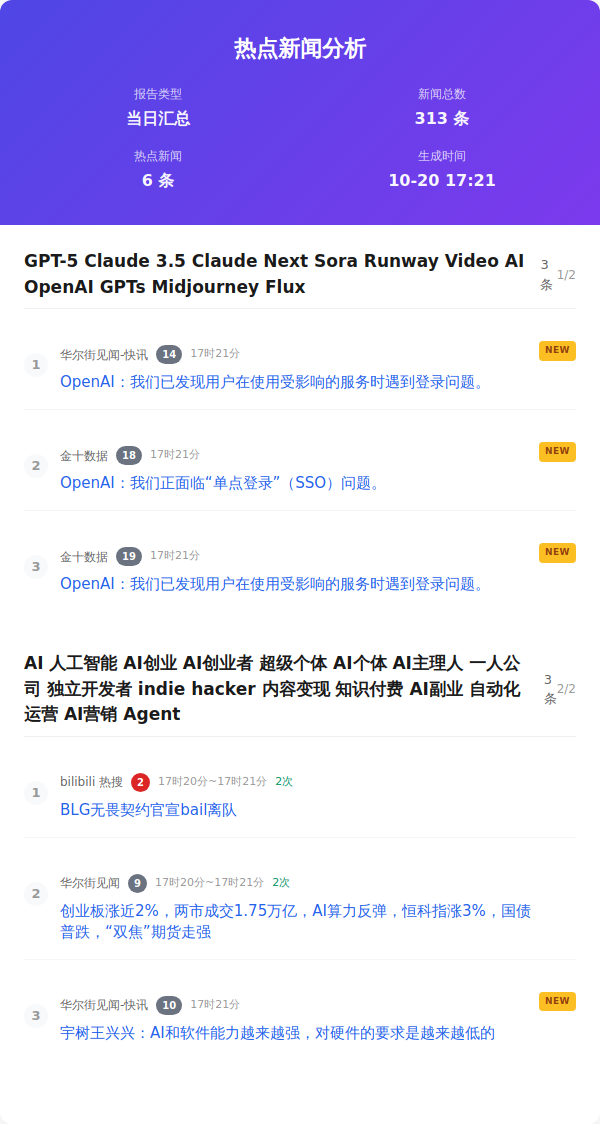 热点新闻分析
报告类型
新闻总数
当日汇总
313 条
热点新闻
生成时间
6 条
10-20 17:21
GPT-5 Claude 3.5 Claude Next Sora Runway Video AI
OpenAI GPTs Midjourney Flux
3
条
1/2
1
华尔街见闻-快讯 14 17时21分
NEW
OpenAI：我们已发现用户在使用受影响的服务时遇到登录问题。
2
金十数据 18 17时21分
NEW
OpenAI：我们正面临“单点登录”（SSO）问题。
3
金十数据 19 17时21分
NEW
OpenAI：我们已发现用户在使用受影响的服务时遇到登录问题。
AI 人工智能 AI创业 AI创业者 超级个体 AI个体 AI主理人 一人公
司 独立开发者 indie hacker 内容变现 知识付费 AI副业 自动化
运营 AI营销 Agent
3
条
2/2
1
bilibili 热搜 2 17时20分~17时21分 2次
BLG无畏契约官宣bail离队
2
华尔街见闻 9 17时20分~17时21分 2次
创业板涨近2%，两市成交1.75万亿，AI算力反弹，恒科指涨3%，国债
普跌，“双焦”期货走强
3
华尔街见闻-快讯 10 17时21分
NEW
宇树王兴兴：AI和软件能力越来越强，对硬件的要求是越来越低的